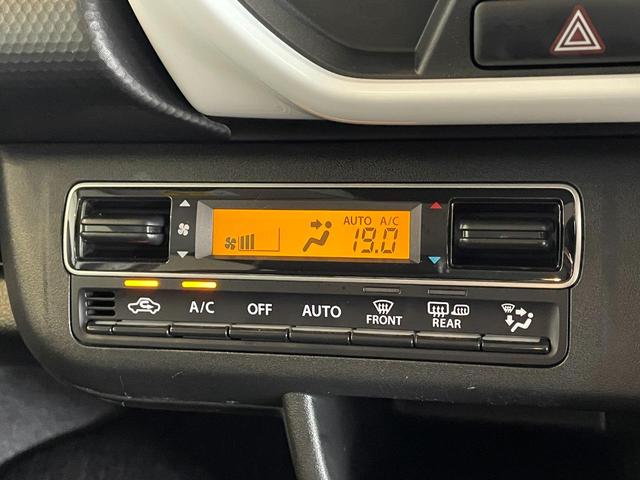 AUTO A/C
19.0
A/C
OFF
AUTO
FRONT
REAR